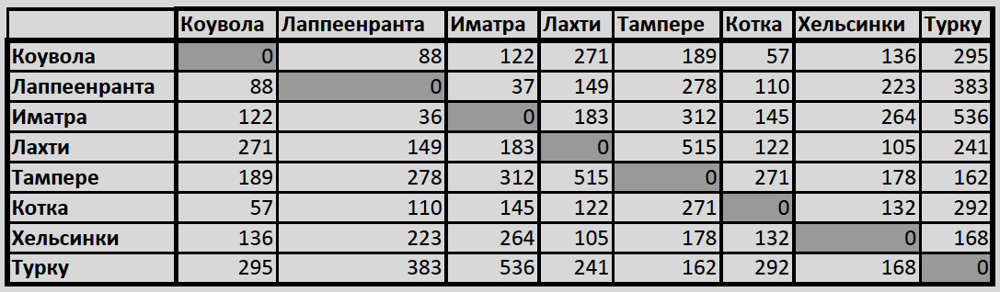 Коувола Лаппеенранта Иматра Лахти Тампере Котка Хельсинки Турку
Коувола 0 88 122 271 189 57 136 295
Лаппеенранта 88 0 37 149 278 110 223 383
Иматра 122 36 0 183 312 145 264 536
Лахти 271 149 183 0 515 122 105 241
Тампере 189 278 312 515 0 271 178 162
Котка 57 110 145 122 271 0 132 292
Хельсинки 136 223 264 105 178 132 0 168
Турку 295 383 536 241 162 292 168 0